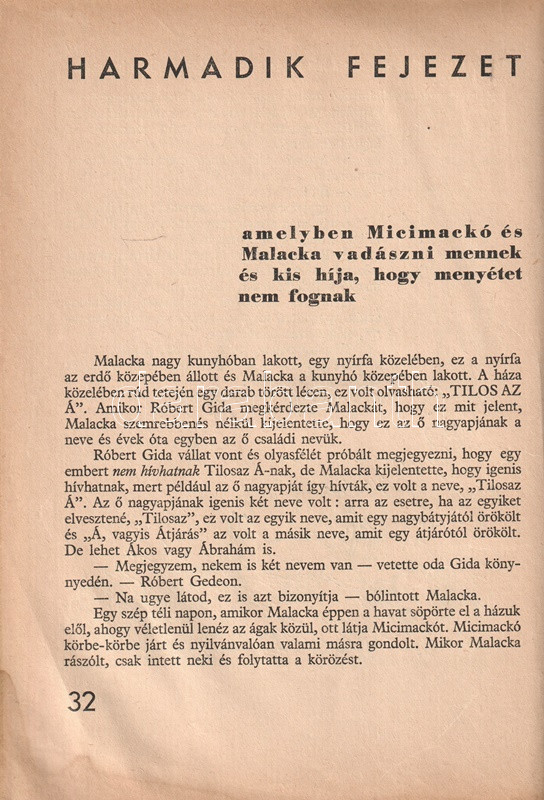 HARMADIK FEJEZET
amelyben Micimackó és
Malacka vadászni mennek
és kis híja, hogy menyétet
nem fognak
Malacka nagy kunyhóban lakott, egy nyírfa közelében, ez a nyírfa
az erdő közepében állott és Malacka a kunyhó közepében lakott. A háza
közelében rúd tetején egy darab törött lécen, ez volt olvasható: „TILOS AZ
Á”. Amikor Róbert Gida megkérdezte Malackát, hogy ez mit jelent,
Malacka szemrebbenés nélkül kijelentette, hogy ez az ő nagyapjának a
neve és évek óta egyben az ő családi nevük.
Róbert Gida vállat vont és olyasfélét próbált megjegyezni, hogy egy
embert nem hívhatnak Tilosaz Á-nak, de Malacka kijelentette, hogy igenis
hívhatnak, mert például az ő nagyapját így hívták, ez volt a neve, „Tilosaz
Á”. Az ő nagyapjának igenis két neve volt : arra az esetre, ha az egyiket
elvesztené, „Tilosaz”, ez volt az egyik neve, amit egy nagybátyjától örökölt
és „Á, vagyis Átjárás” az volt a másik neve, amit egy átjárótól örökölt.
De lehet Ákos vagy Ábrahám is.
— Megjegyzem, nekem is két nevem van — vetette oda Gida köny-
nyedén. — Róbert Gedeon.
— Na ugye látod, ez is azt bizonyítja — bólintott Malacka.
Egy szép téli napon, amikor Malacka éppen a havat söpörte el a házuk
elől, ahogy véletlenül lenéz az ágak közül, ott látja Micimackót. Micimackó
körbe-körbe járt és nyilvánvalóan valami másra gondolt. Mikor Malacka
rászólt, csak intett neki és folytatta a körözést.
32